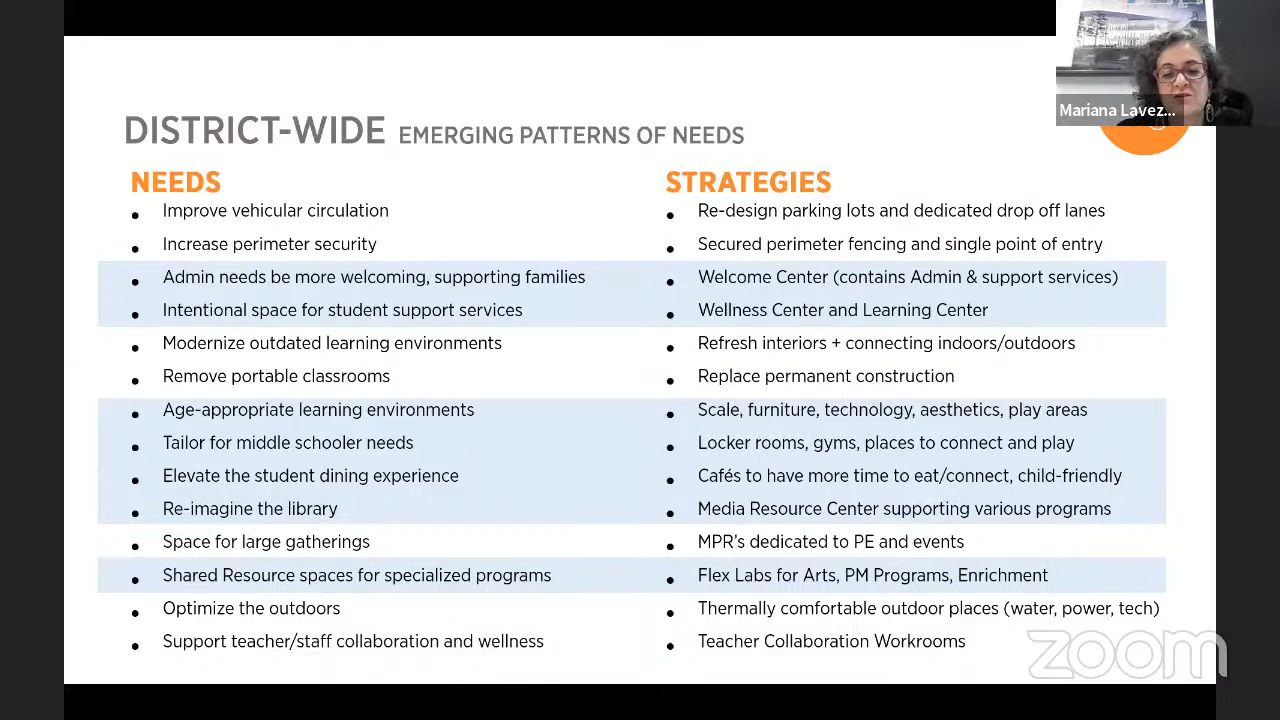 Mariana Lavez...
DISTRICT-WIDE EMERGING PATTERNS OF NEEDS
NEEDS
• Improve vehicular circulation
• Increase perimeter security
• Admin needs be more welcoming, supporting families
• Intentional space for student support services
• Modernize outdated learning environments
• Remove portable classrooms
• Age-appropriate learning environments
• Tailor for middle schooler needs
• Elevate the student dining experience
• Re-imagine the library
• Space for large gatherings
• Shared Resource spaces for specialized programs
• Optimize the outdoors
• Support teacher/staff collaboration and wellness
STRATEGIES
• Re-design parking lots and dedicated drop off lanes
• Secured perimeter fencing and single point of entry
• Welcome Center (contains Admin & support services)
• Wellness Center and Learning Center
• Refresh interiors + connecting indoors/outdoors
• Replace permanent construction
• Scale, furniture, technology, aesthetics, play areas
• Locker rooms, gyms, places to connect and play
• Cafés to have more time to eat/connect, child-friendly
• Media Resource Center supporting various programs
• MPR's dedicated to PE and events
• Flex Labs for Arts, PM Programs, Enrichment
• Thermally comfortable outdoor places (water, power, tech)
• Teacher Collaboration Workrooms
zoom